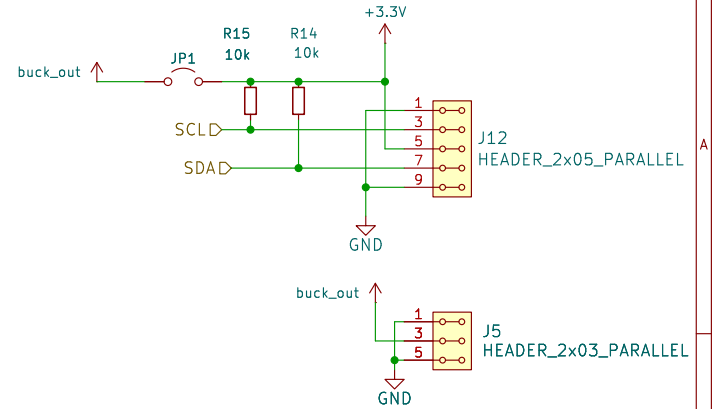 +3.3V
R15
R14
10k
10k
JP1
buck_out
1
SCL
3
J12
5
HEADER_2x05_PARALLEL
SDA
7
9
GND
A
buck_out
1
J5
3
HEADER_2x03_PARALLEL
5
GND